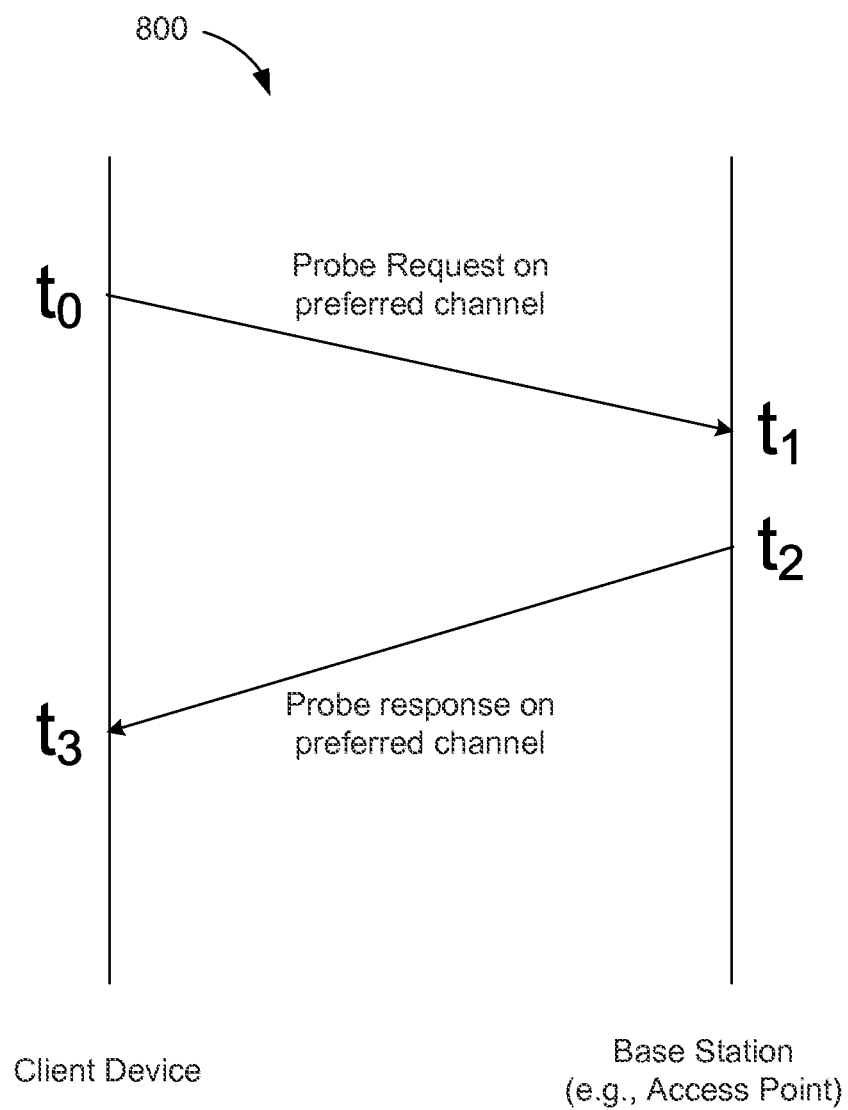 800
Probe Request on
preferred channel
t0
t1
t2
Probe response on
preferred channel
t3
Client Device
Base Station
(e.g., Access Point)